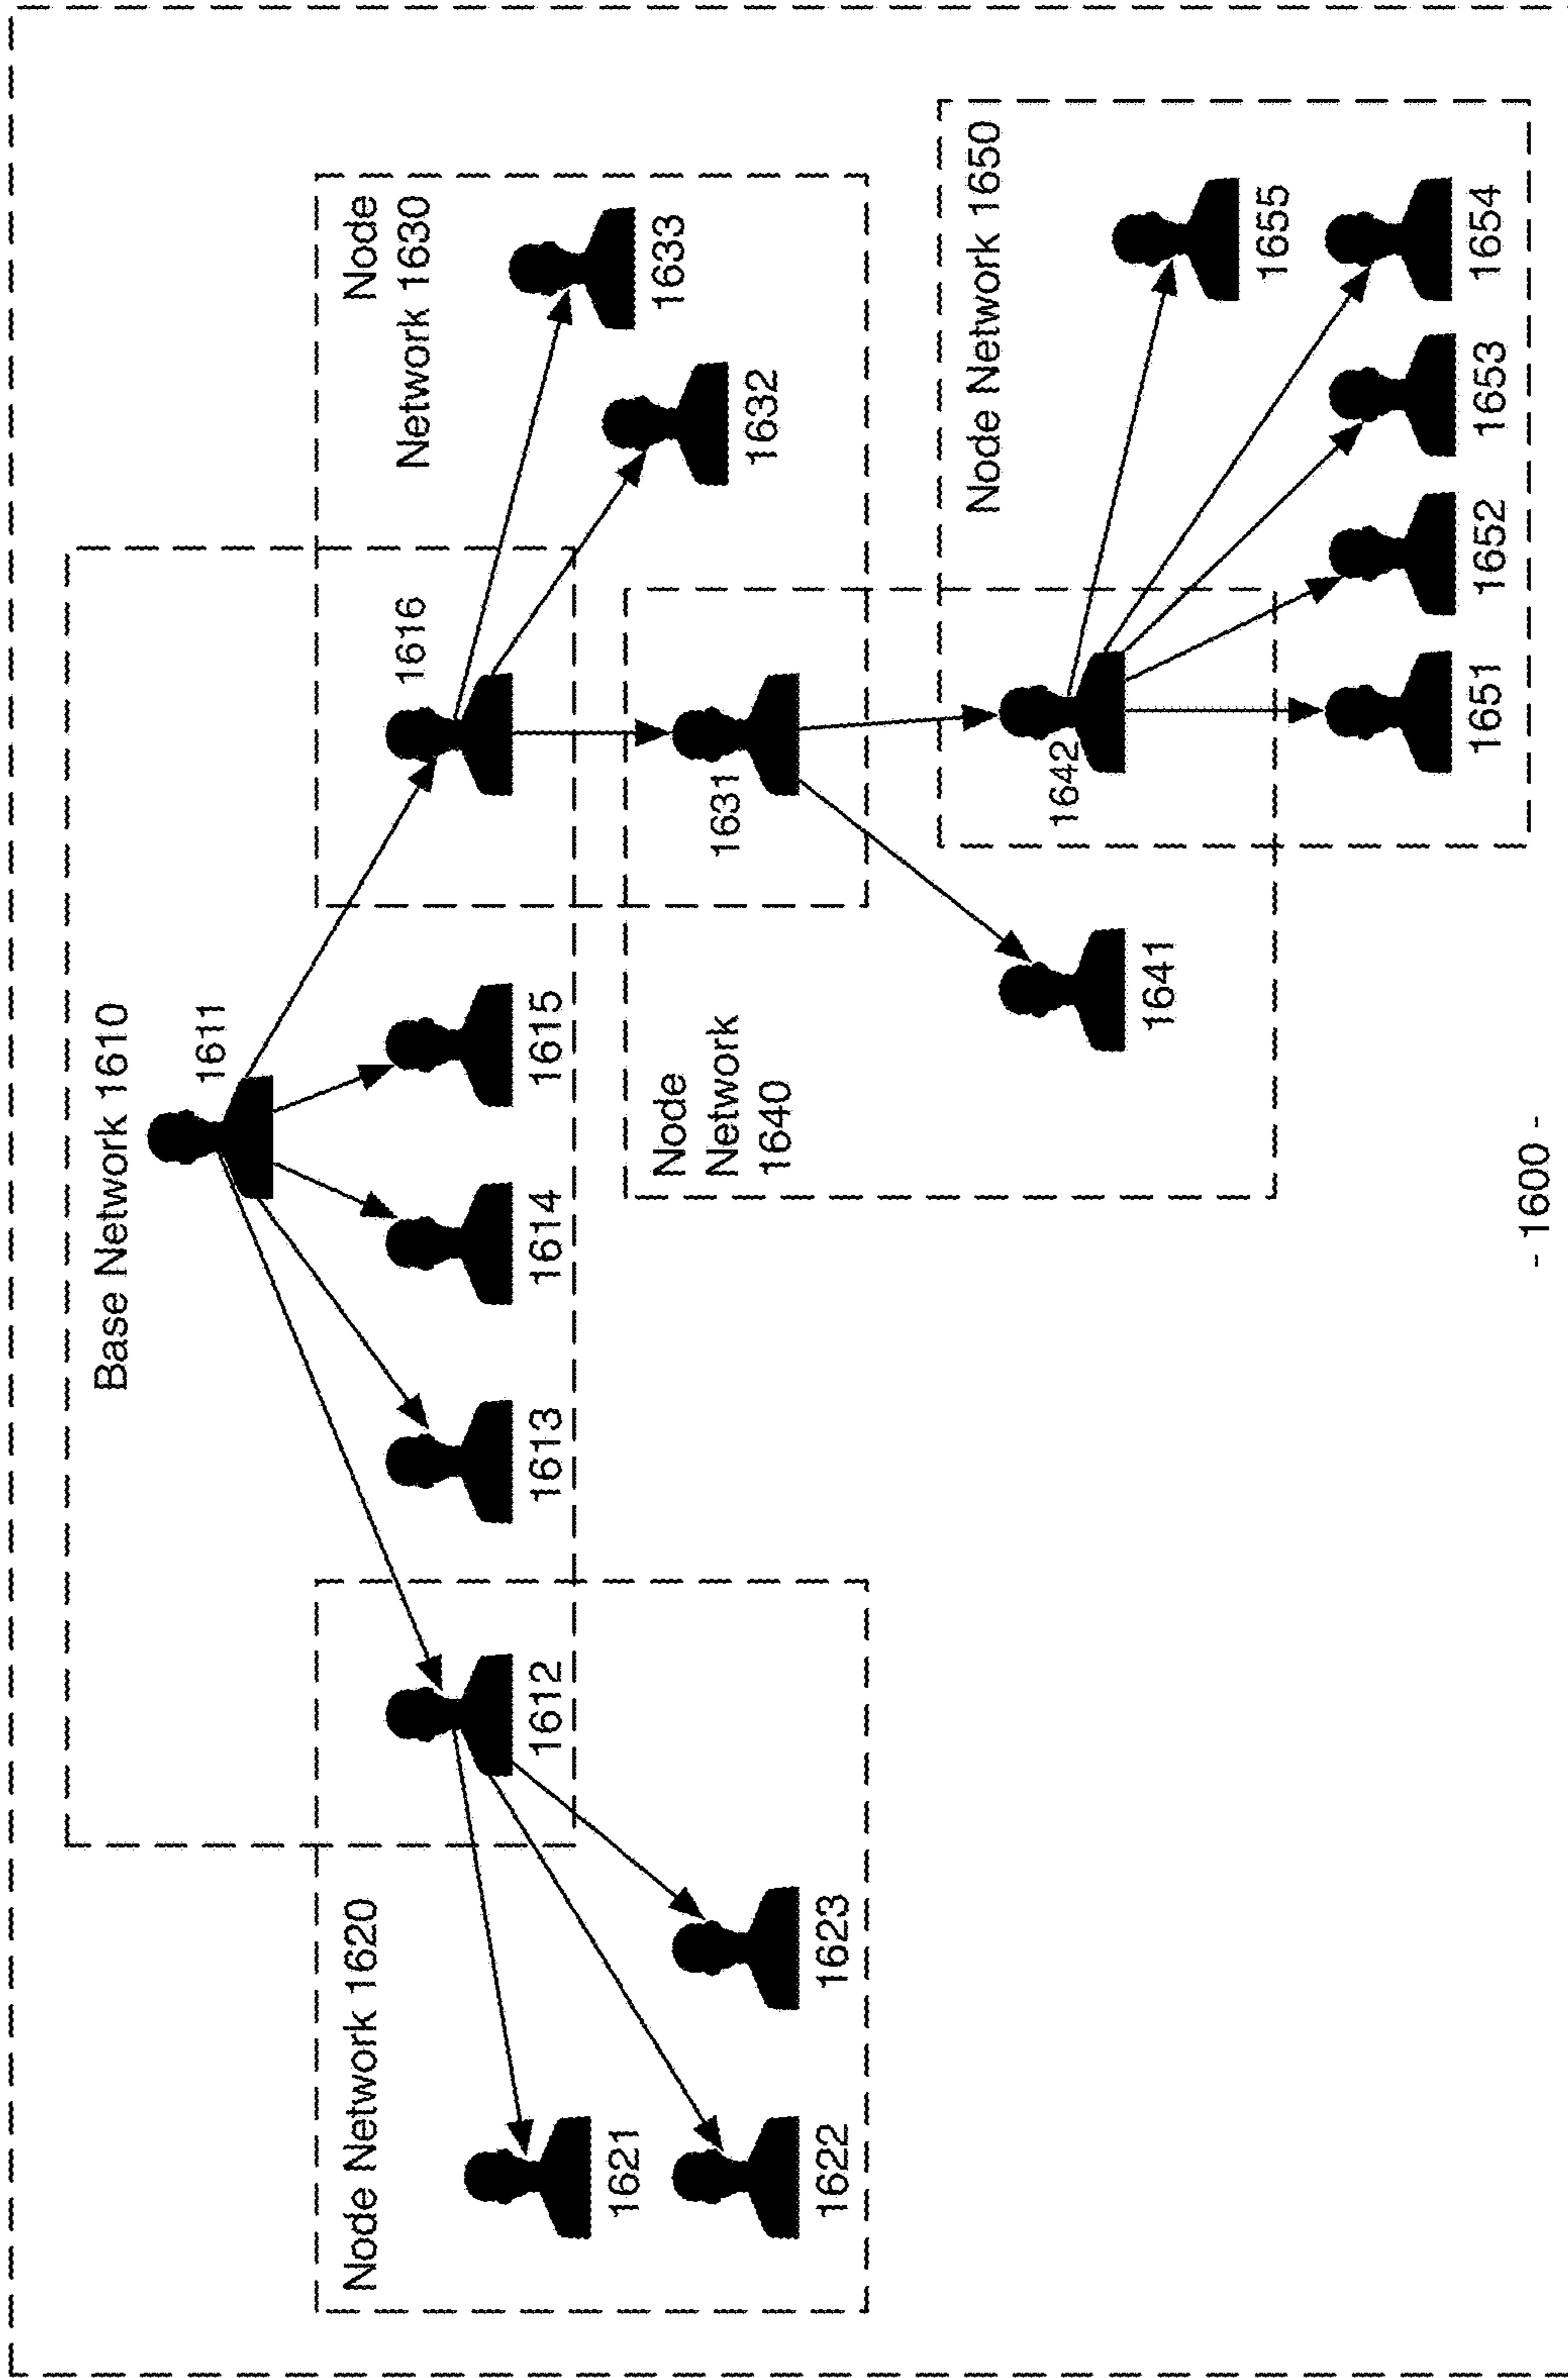 Base Network 1610
1611
Node Network 1620
Node
Network 1630
1616
1621
1612
1613
1614
1615
1633
1622
1623
Node
Network
1640
1631
1632
1641
1642
Node Network 1650
1655
1651
1652
1653
1654
- 1600 -